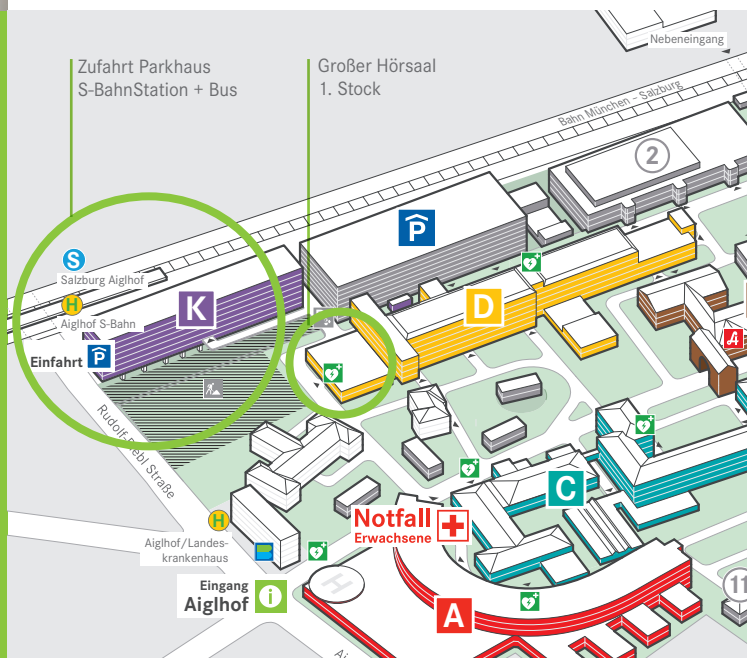 Nebeneingang
Zufahrt Parkhaus
S-BahnStation + Bus
Großer Hörsaal
1. Stock
Bahn München - Salzburg
2
P
S
Salzburg Aiglhof
H
Aiglhof S-Bahn
K
D
Einfahrt P
A
Rudolf-Biebl Straße
C
H
Aiglhof/Landes-
krankenhaus
Notfall
Erwachsene
Eingang
Aiglhof i
H
A
11